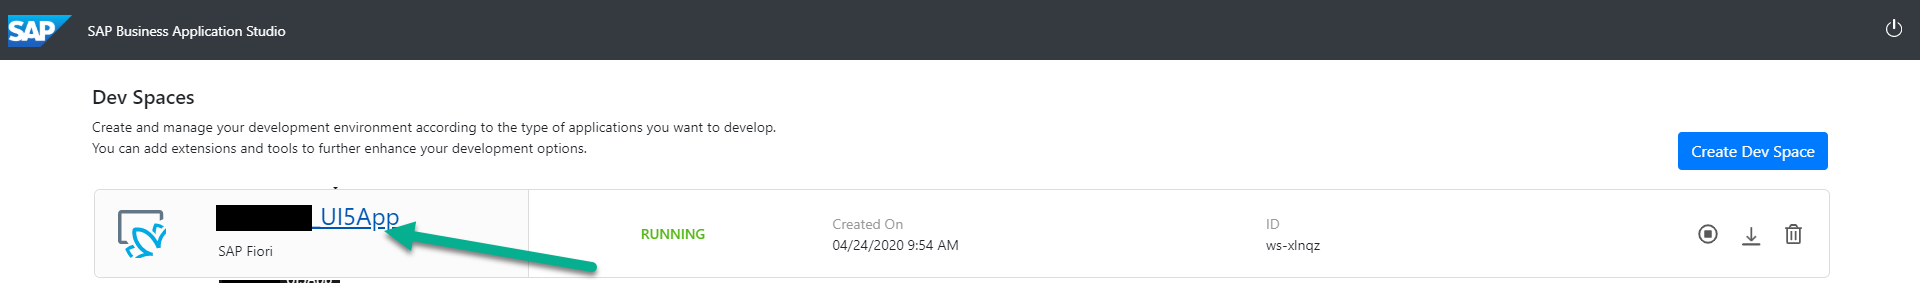 SAP
SAP Business Application Studio
Dev Spaces
Create and manage your development environment according to the type of applications you want to develop.
You can add extensions and tools to further enhance your development options.
Create Dev Space
_UI5App
SAP Fiori
RUNNING
Created On
04/24/2020 9:54 AM
ID
ws-xlnqz